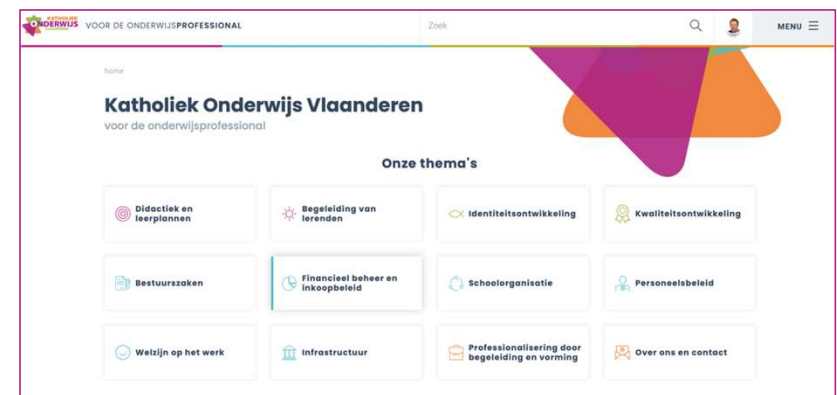 KATHOLIEK
ONDERWIJS
VLAANDEREN
VOOR DE ONDERWIJSPROFESSIONAL
Zoek
MENU
home
Katholiek Onderwijs Vlaanderen
voor de onderwijsprofessional
Onze thema's
Didactiek en
leerplannen
Begeleiding van
lerenden
Identiteitsontwikkeling
Kwaliteitsontwikkeling
Bestuurszaken
Financieel beheer en
inkoopbeleid
Schoolorganisatie
Personeelsbeleid
Welzijn op het werk
Infrastructuur
Professionalisering door
begeleiding en vorming
Over ons en contact